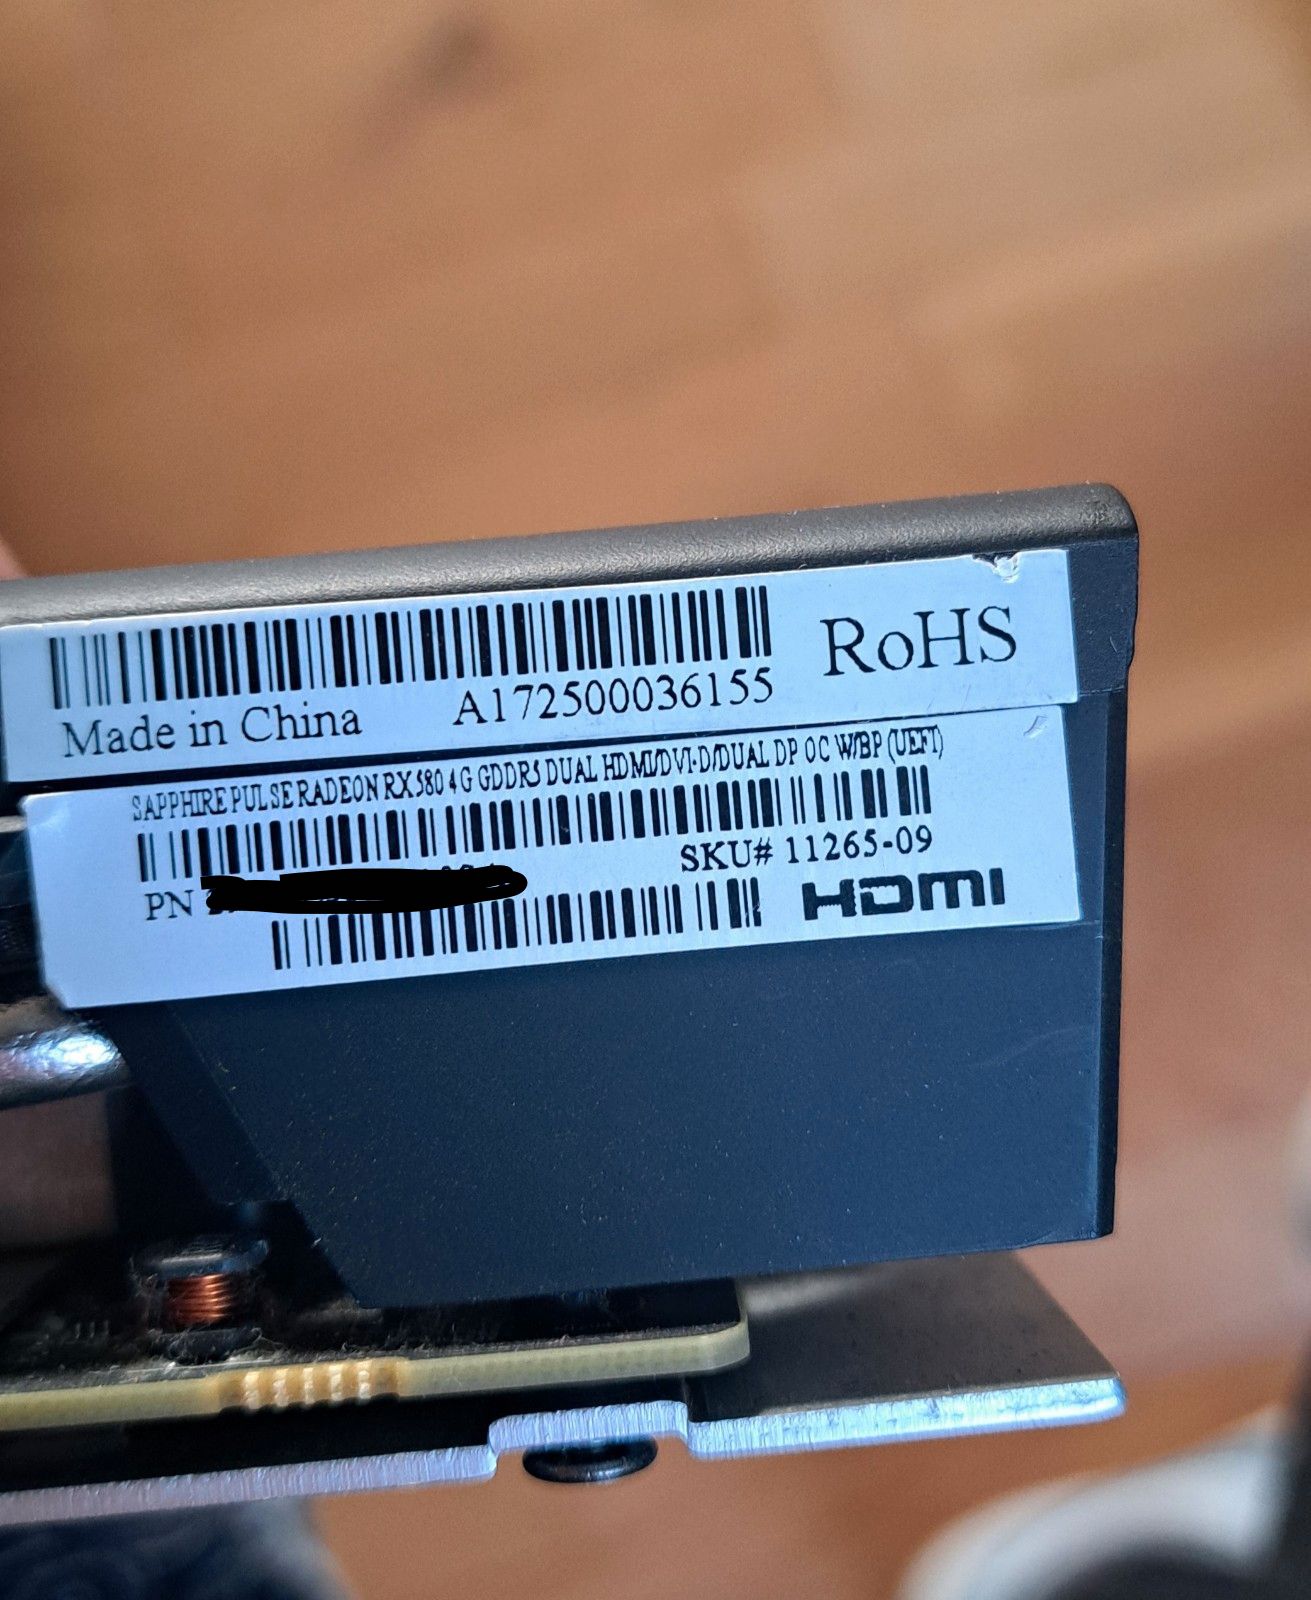 RoHS
Made in China A172500036155
SAPPHIRE PULSE RADEON RX 580 4G GDDR5 DUAL HDMI/DVI-D/DUAL DP OC W/BP (UEFI)
SKU# 11265-09
PN
HDMI